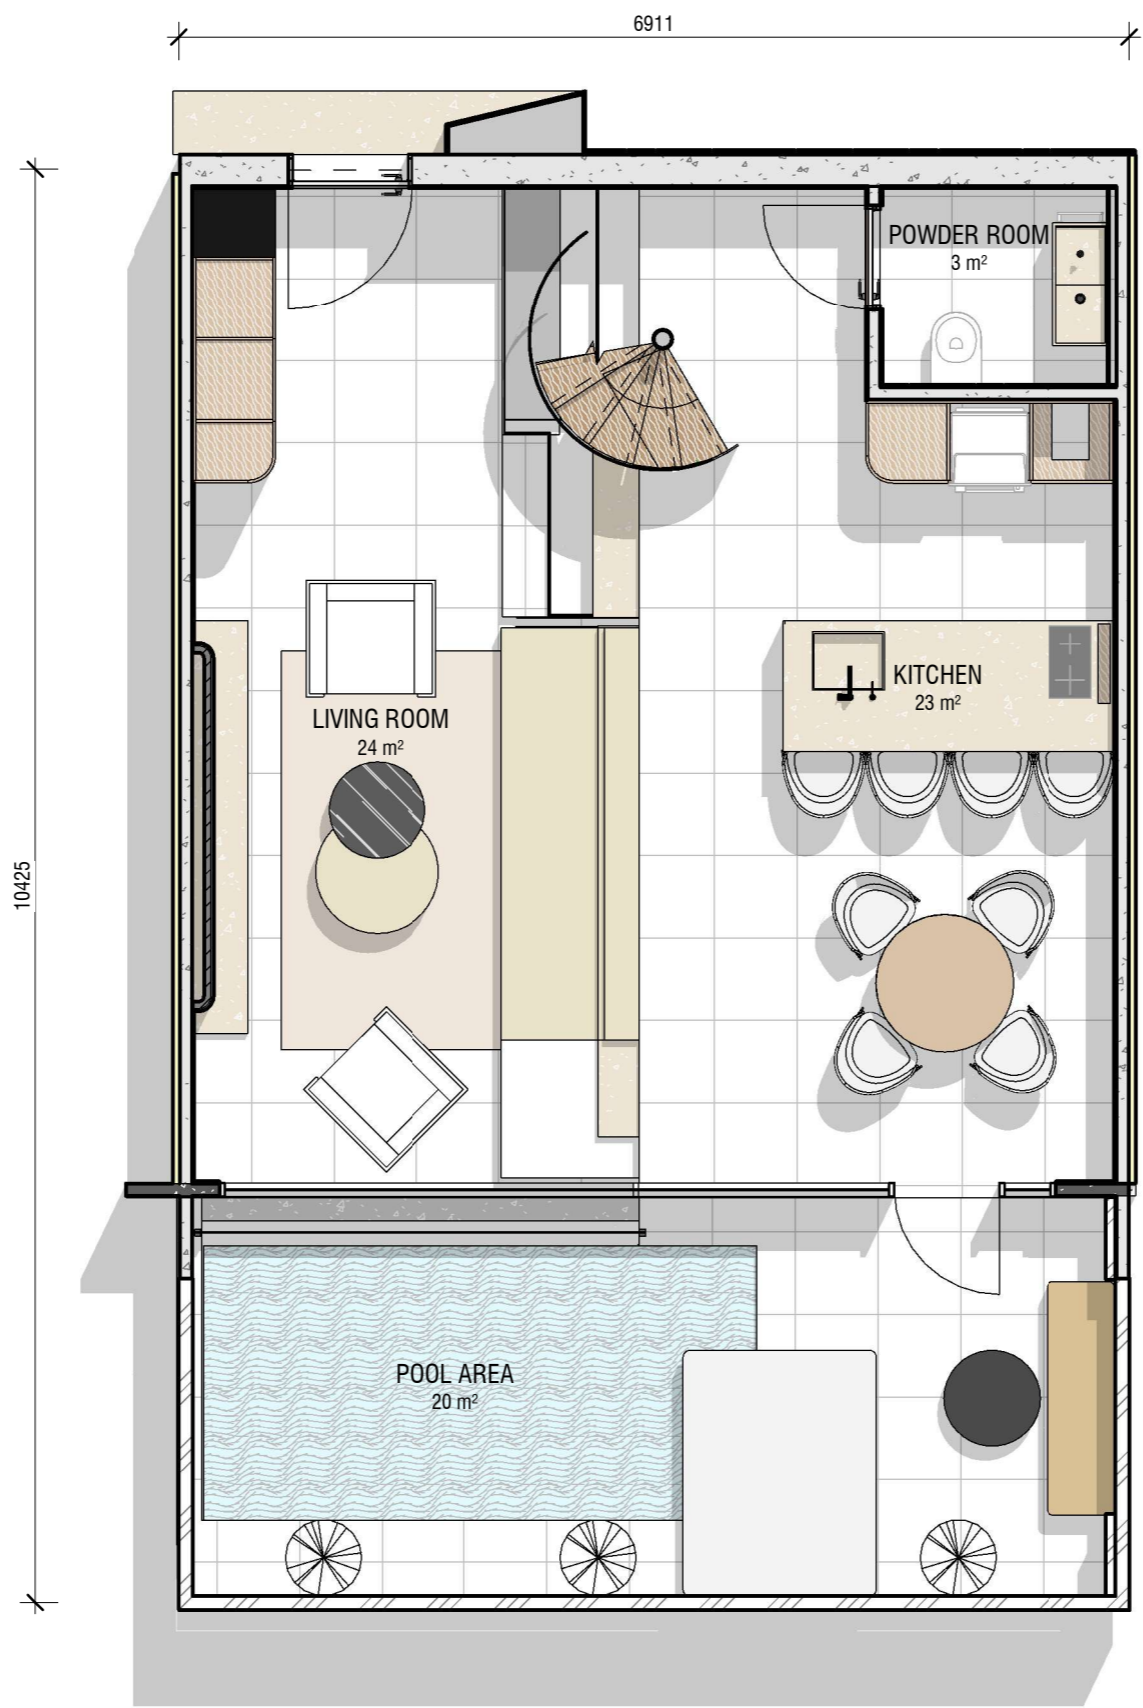 6911
POWDER ROOM
3 m²
KITCHEN
23 m²
LIVING ROOM
24 m²
10425
POOL AREA
20 m²